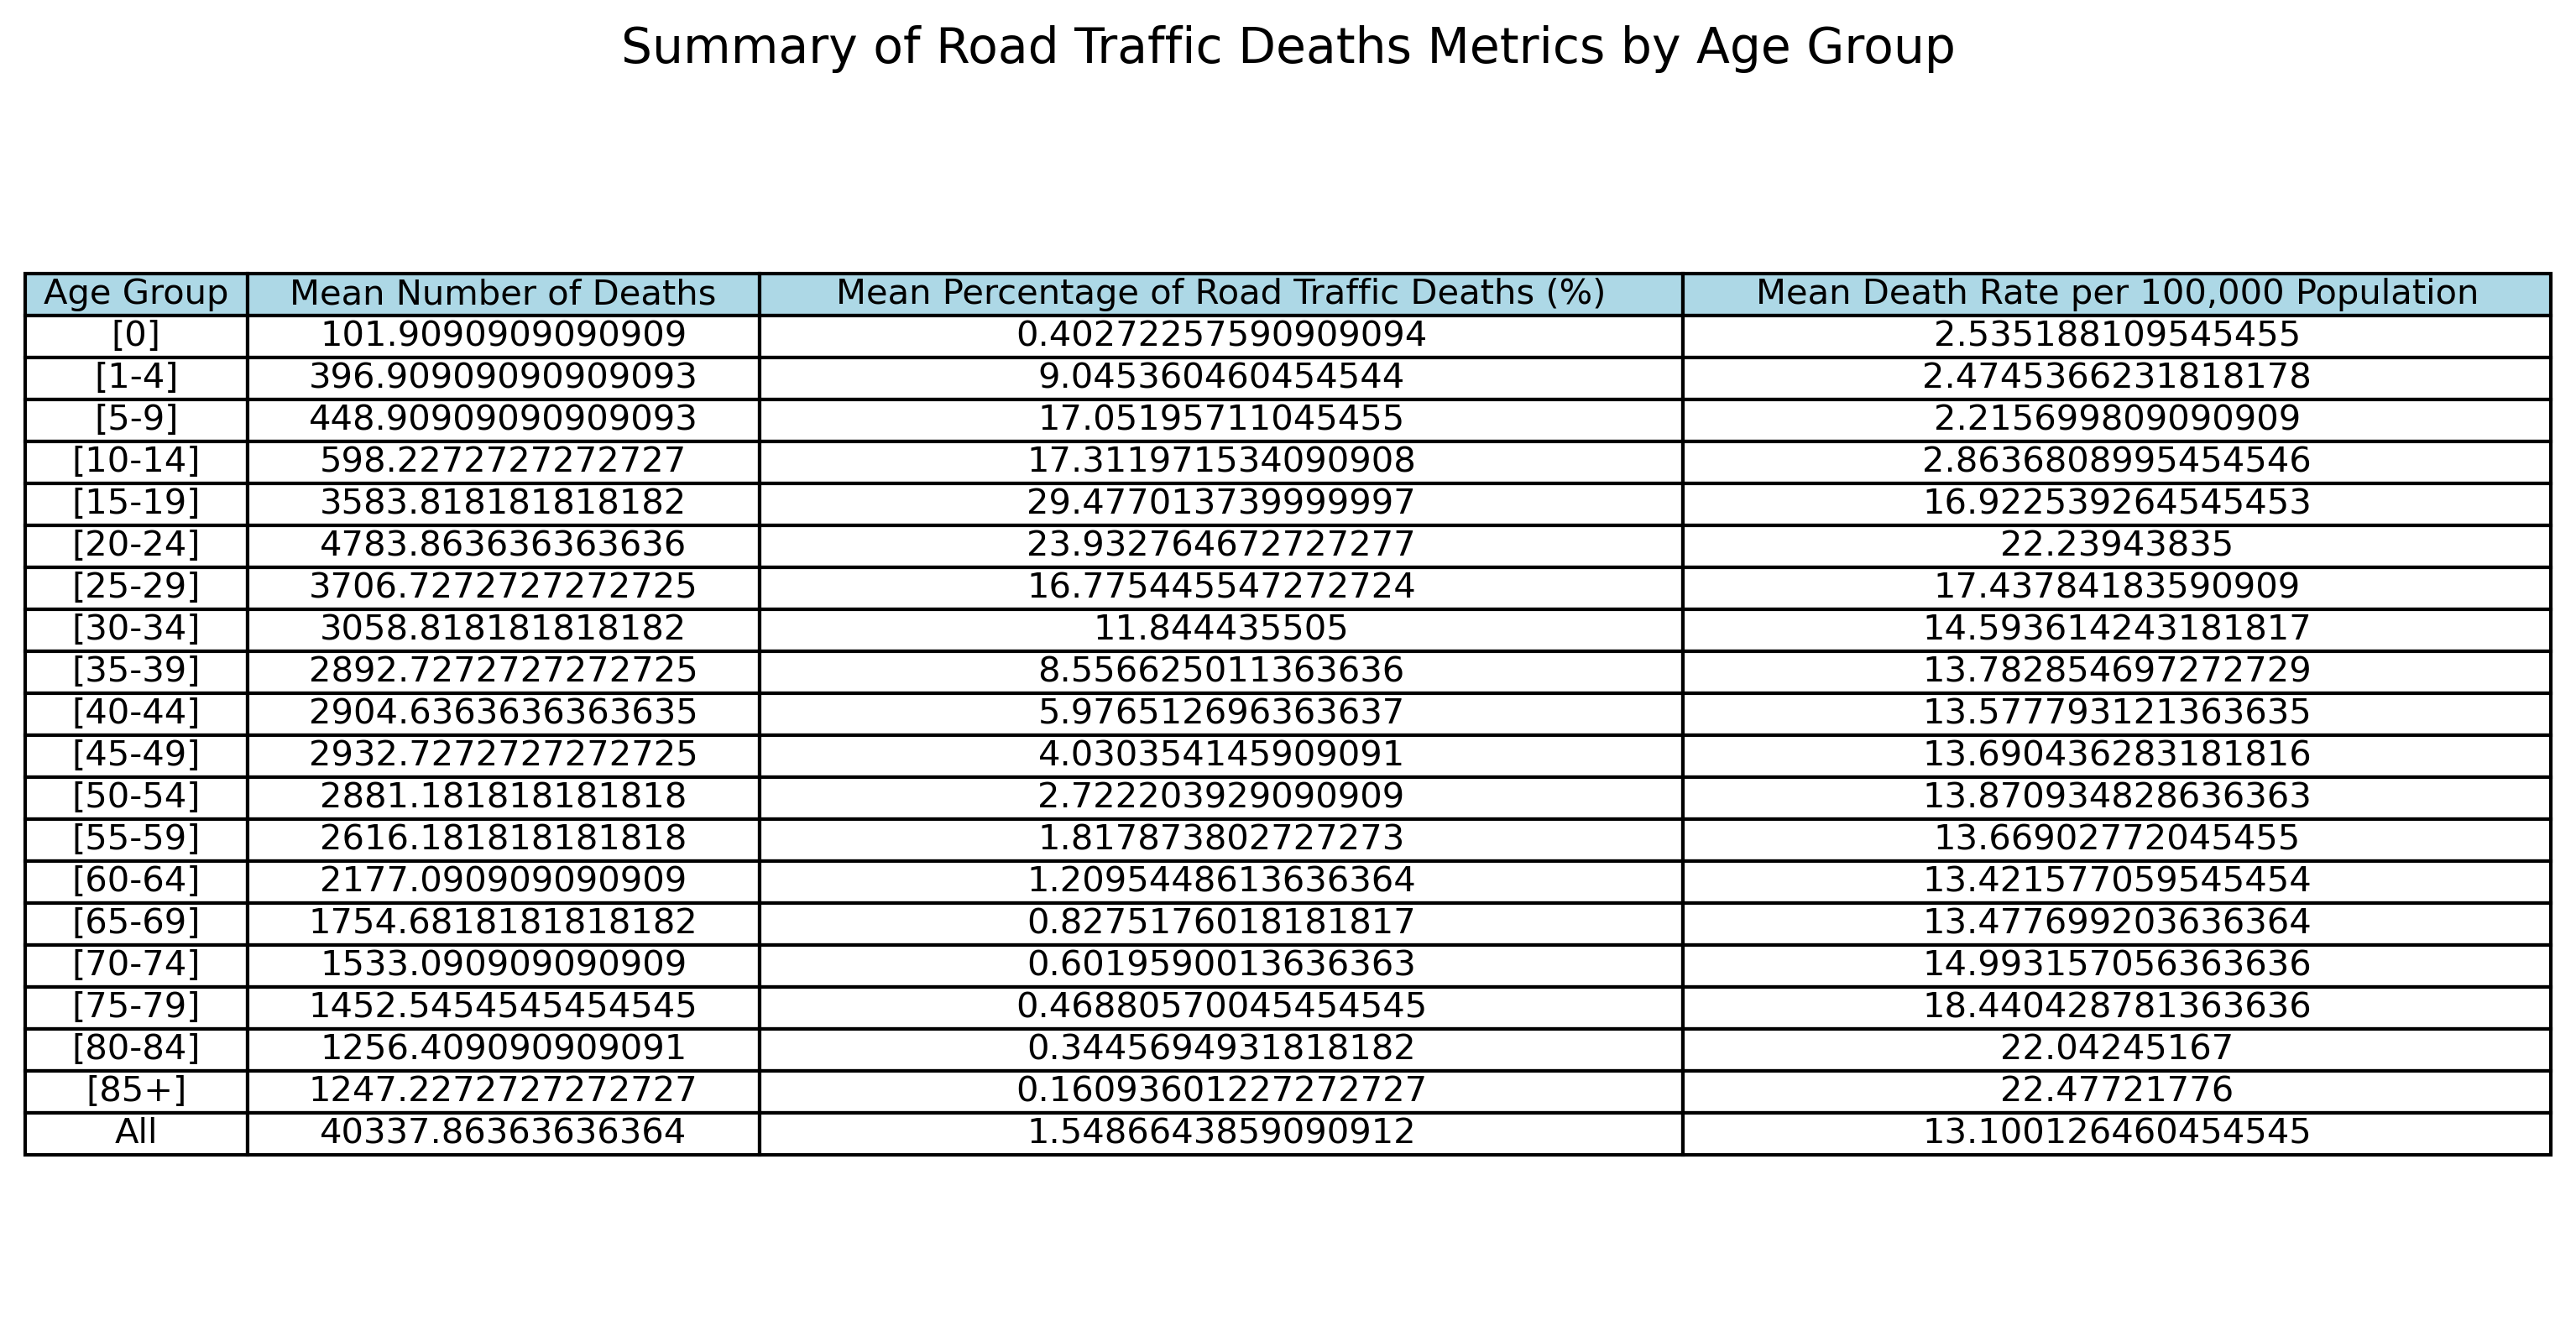 Summary of Road Traffic Deaths Metrics by Age Group
Age Group Mean Number of Deaths Mean Percentage of Road Traffic Deaths (%) Mean Death Rate per 100,000 Population
[0] 101.9090909090909 0.40272257590909094 2.535188109545455
[1-4] 396.90909090909093 9.045360460454544 2.4745366231818178
[5-9] 448.90909090909093 17.05195711045455 2.215699809090909
[10-14] 598.2272727272727 17.311971534090908 2.8636808995454546
[15-19] 3583.818181818182 29.477013739999997 16.922539264545453
[20-24] 4783.863636363636 23.932764672727277 22.23943835
[25-29] 3706.7272727272725 16.775445547272724 17.43784183590909
[30-34] 3058.818181818182 11.844435505 14.593614243181817
[35-39] 2892.7272727272725 8.556625011363636 13.782854697272729
[40-44] 2904.6363636363635 5.976512696363637 13.577793121363635
[45-49] 2932.7272727272725 4.030354145909091 13.690436283181816
[50-54] 2881.181818181818 2.722203929090909 13.870934828636363
[55-59] 2616.181818181818 1.817873802727273 13.66902772045455
[60-64] 2177.090909090909 1.2095448613636364 13.421577059545454
[65-69] 1754.6818181818182 0.8275176018181817 13.477699203636364
[70-74] 1533.090909090909 0.6019590013636363 14.993157056363636
[75-79] 1452.5454545454545 0.46880570045454545 18.440428781363636
[80-84] 1256.409090909091 0.3445694931818182 22.04245167
[85+] 1247.2272727272727 0.16093601227272727 22.47721776
All 40337.86363636364 1.5486643859090912 13.100126460454545